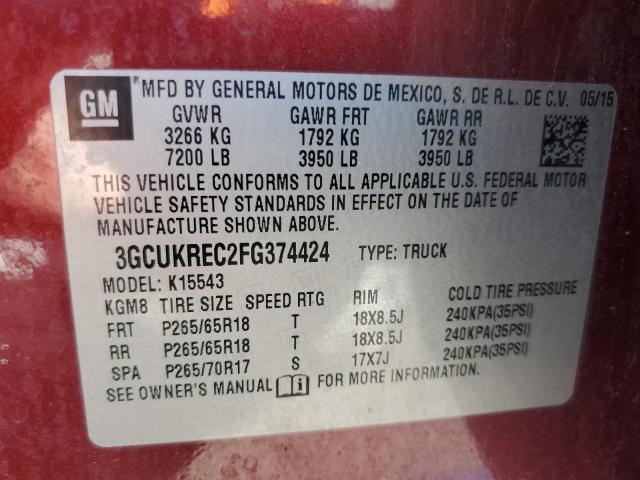 GM
*MFD BY GENERAL MOTORS DE MEXICO, S. DE R.L. DE C.V. 05/15
GVWR GAWR FRT GAWR RR
3266 KG 1792 KG 1792 KG
7200 LB 3950 LB 3950 LB
THIS VEHICLE CONFORMS TO ALL APPLICABLE U.S. FEDERAL MOTOR
VEHICLE SAFETY STANDARDS IN EFFECT ON THE DATE OF
MANUFACTURE SHOWN ABOVE.
3GCUKREC2FG374424 TYPE: TRUCK
MODEL: K15543
KGM8 TIRE SIZE SPEED RTG RIM COLD TIRE PRESSURE
FRT P265/65R18 T 18X8.5J 240KPA(35PSI)
RR P265/65R18 T 18X8.5J 240KPA(35PSI)
SPA P265/70R17 S 17X7J 240KPA(35PSI)
SEE OWNER'S MANUAL FOR MORE INFORMATION.